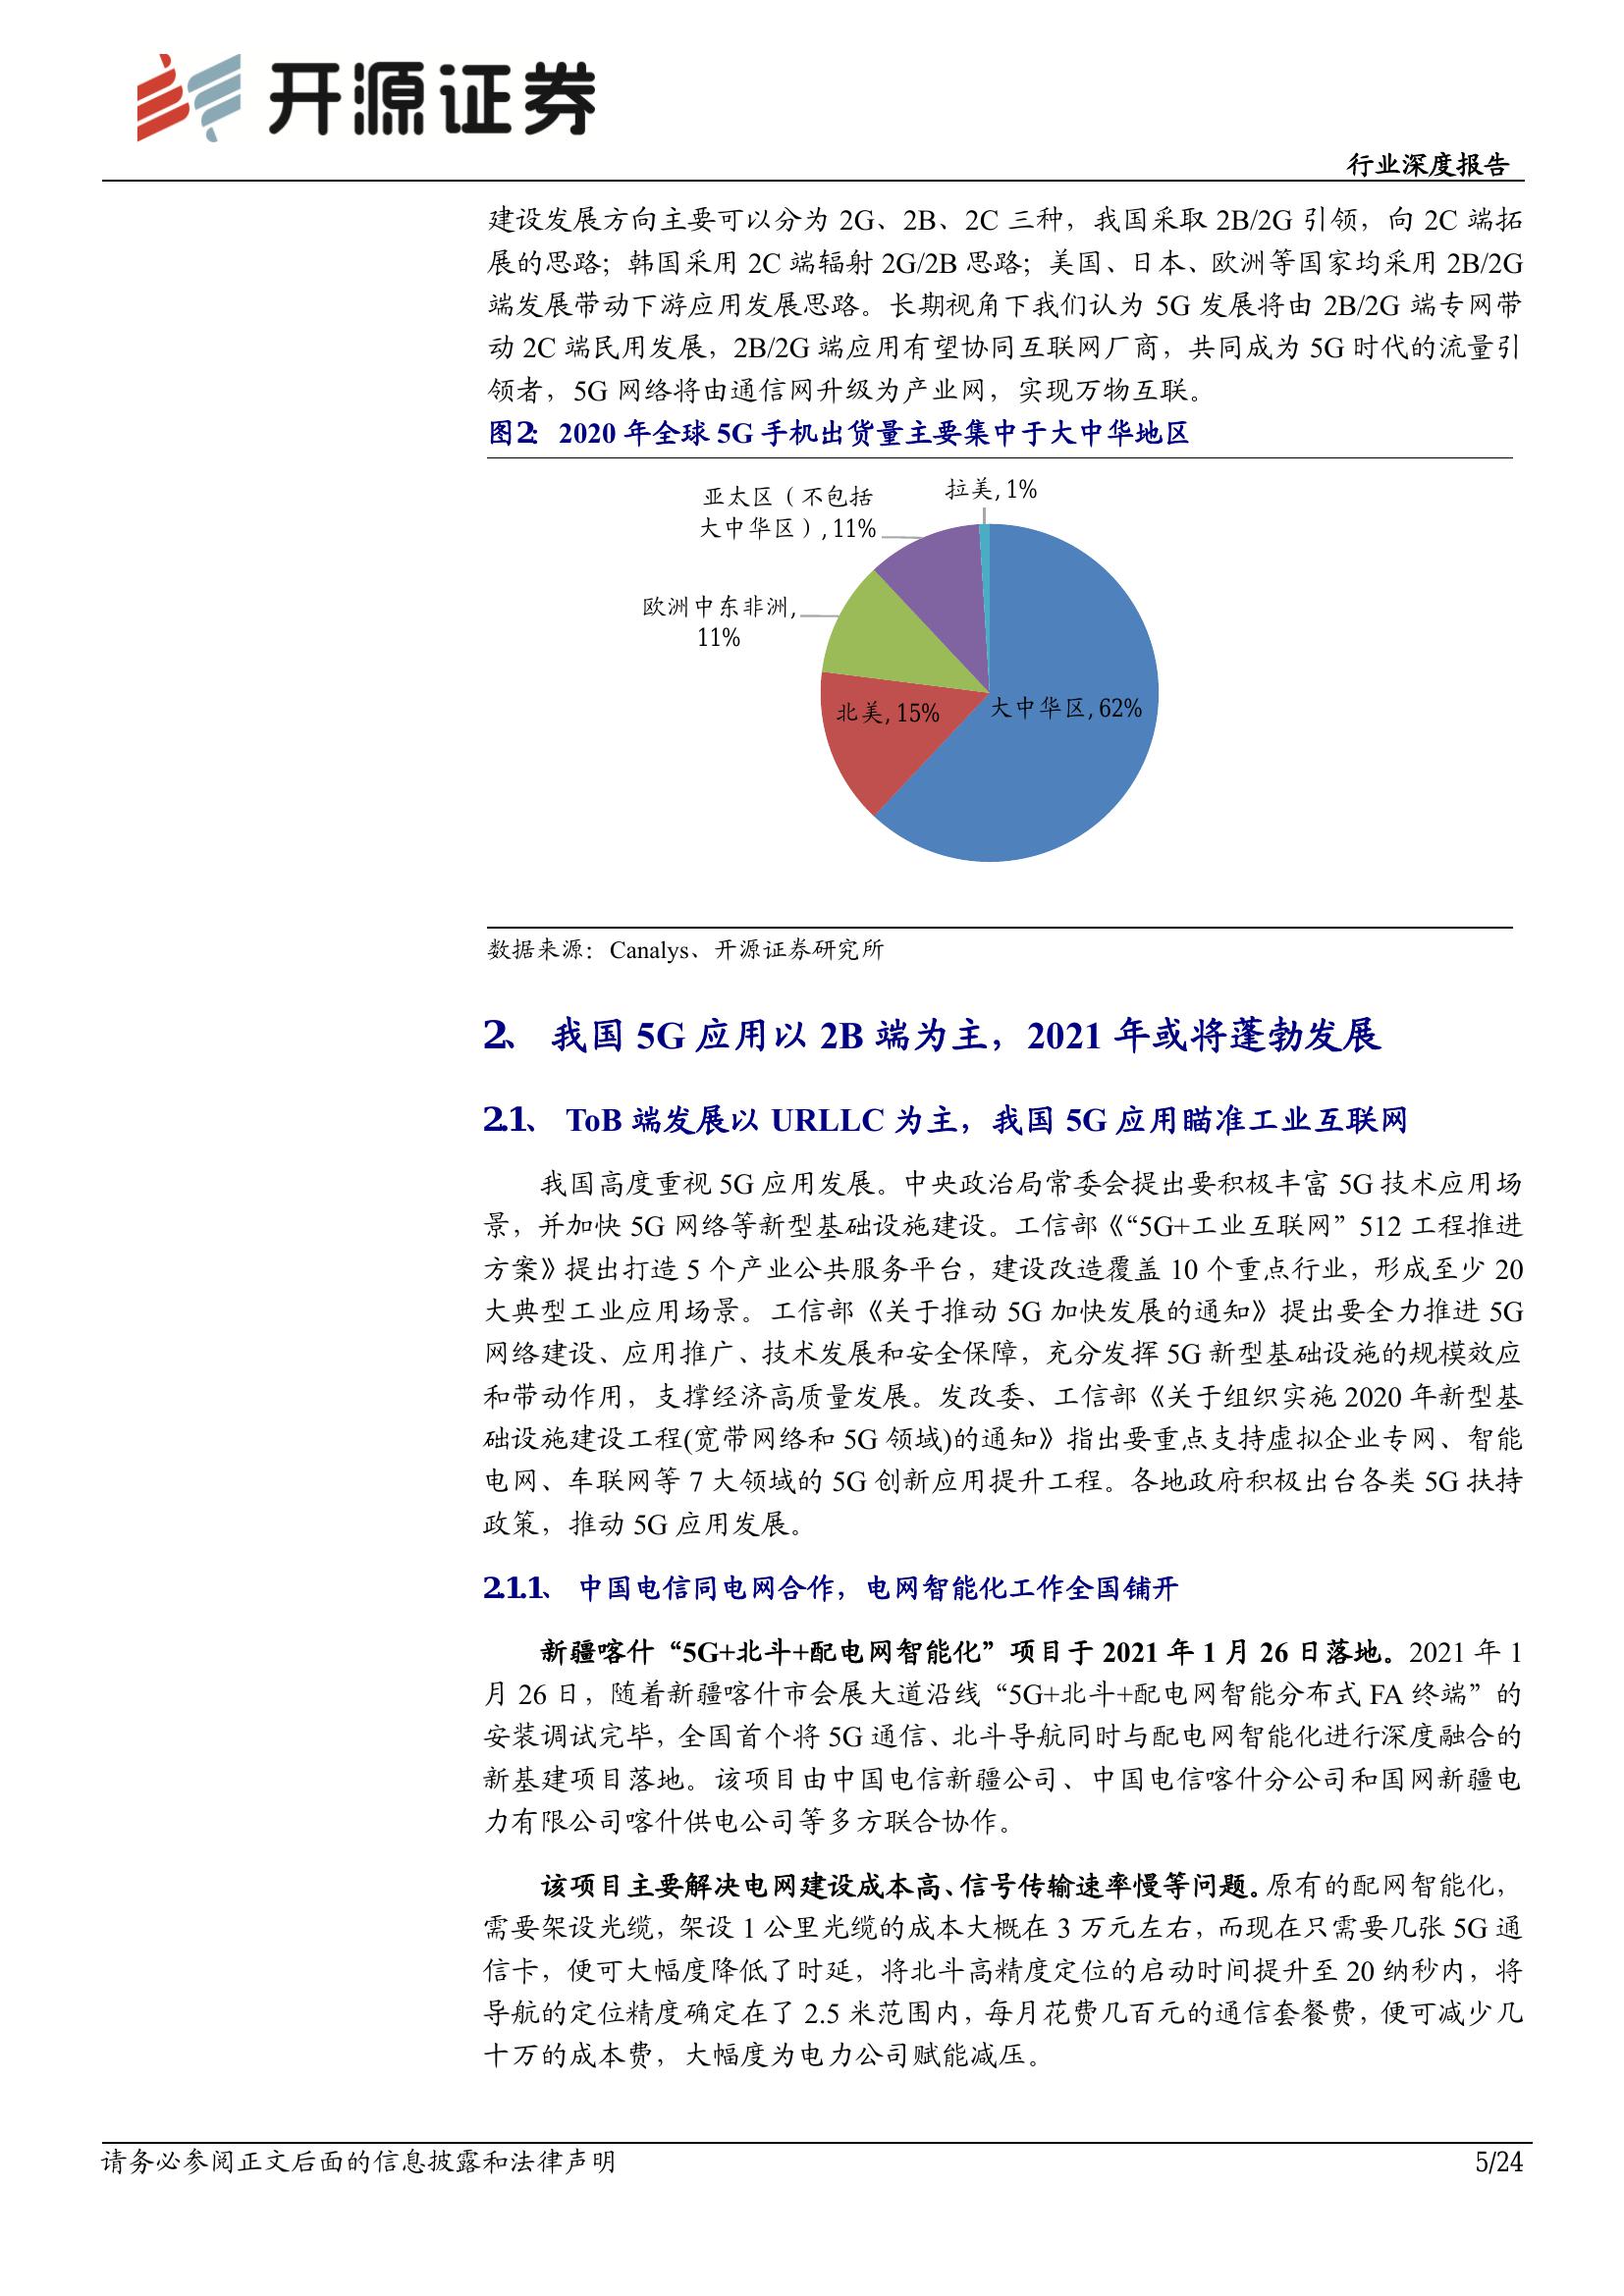 开源证券
行业深度报告
建设发展方向主要可以分为 2G、2B、2C 三种，我国采取 2B/2G 引领，向 2C 端拓
展的思路；韩国采用 2C 端辐射 2G/2B 思路；美国、日本、欧洲等国家均采用 2B/2G
端发展带动下游应用发展思路。长期视角下我们认为 5G 发展将由 2B/2G 端专网带
动 2C 端民用发展，2B/2G 端应用有望协同互联网厂商，共同成为 5G 时代的流量引
领者，5G 网络将由通信网升级为产业网，实现万物互联。
图2： 2020 年全球 5G 手机出货量主要集中于大中华地区
拉美, 1%
亚太区（不包括
大中华区）, 11%
欧洲中东非洲,
11%
北美, 15%
大中华区, 62%
数据来源：Canalys、开源证券研究所
2、 我国 5G 应用以 2B 端为主，2021 年或将蓬勃发展
2.1、 ToB 端发展以 URLLC 为主，我国 5G 应用瞄准工业互联网
我国高度重视 5G 应用发展。中央政治局常委会提出要积极丰富 5G 技术应用场
景，并加快 5G 网络等新型基础设施建设。工信部《“5G+工业互联网”512 工程推进
方案》提出打造 5 个产业公共服务平台，建设改造覆盖 10 个重点行业，形成至少 20
大典型工业应用场景。工信部《关于推动 5G 加快发展的通知》提出要全力推进 5G
网络建设、应用推广、技术发展和安全保障，充分发挥 5G 新型基础设施的规模效应
和带动作用，支撑经济高质量发展。发改委、工信部《关于组织实施 2020 年新型基
础设施建设工程(宽带网络和 5G 领域)的通知》指出要重点支持虚拟企业专网、智能
电网、车联网等 7 大领域的 5G 创新应用提升工程。各地政府积极出台各类 5G 扶持
政策，推动 5G 应用发展。
2.1.1、 中国电信同电网合作，电网智能化工作全国铺开
新疆喀什“5G+北斗+配电网智能化”项目于 2021 年 1 月 26 日落地。2021 年 1
月 26 日，随着新疆喀什市会展大道沿线“5G+北斗+配电网智能分布式 FA 终端”的
安装调试完毕，全国首个将 5G 通信、北斗导航同时与配电网智能化进行深度融合的
新基建项目落地。该项目由中国电信新疆公司、中国电信喀什分公司和国网新疆电
力有限公司喀什供电公司等多方联合协作。
该项目主要解决电网建设成本高、信号传输速率慢等问题。原有的配网智能化，
需要架设光缆，架设 1 公里光缆的成本大概在 3 万元左右，而现在只需要几张 5G 通
信卡，便可大幅度降低了时延，将北斗高精度定位的启动时间提升至 20 纳秒内，将
导航的定位精度确定在了 2.5 米范围内，每月花费几百元的通信套餐费，便可减少几
十万的成本费，大幅度为电力公司赋能减压。
请务必参阅正文后面的信息披露和法律声明
5/24